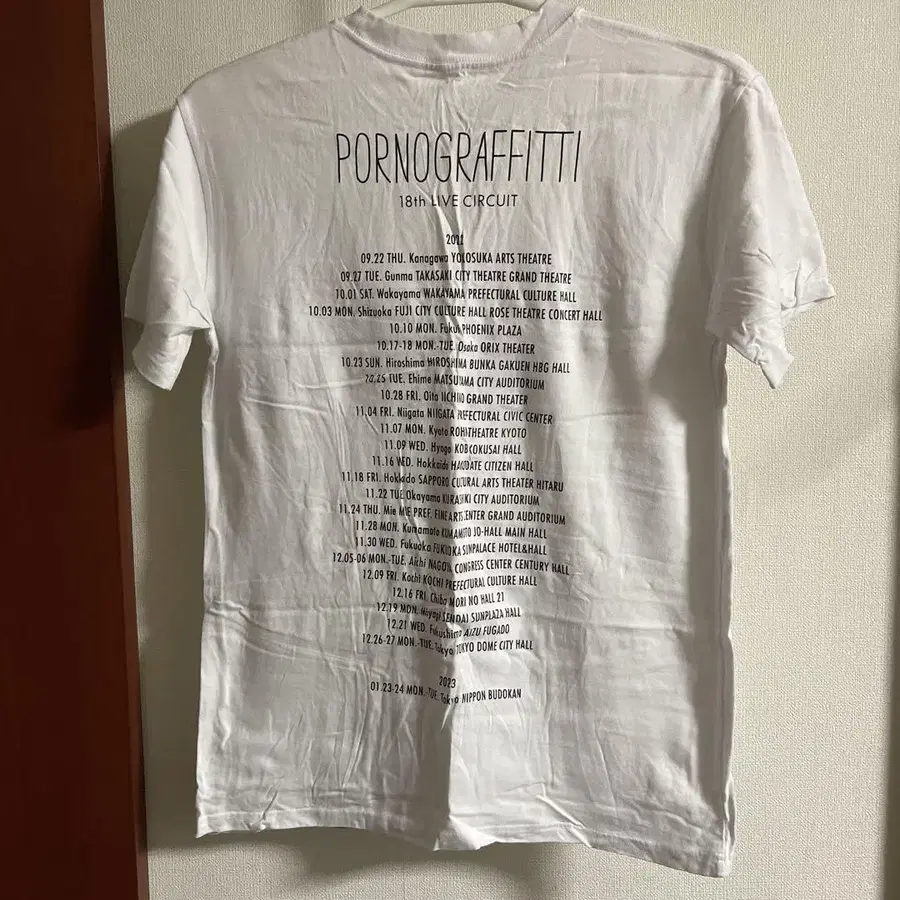 PORNOGRAFFITTI
18th LIVE CIRCUIT
2022
09.22 THU. Kanagawa YOKOSUKA ARTS THEATRE
09.27 TUE. Gunma TAKASAKI CITY THEATRE GRAND THEATRE
10.01 SAT. Wakayama WAKAYAMA PREFECTURAL CULTURE HALL
10.03 MON. Shizuoka FUJI CITY CULTURE HALL ROSE THEATRE CONCERT HALL
10.10 MON. Fukui PHOENIX PLAZA
10.17-18 MON.-TUE. Osaka ORIX THEATER
10.23 SUN. Hiroshima HIROSHIMA BUNKA GAKUEN HBG HALL
10.25 TUE. Ehime MATSUYAMA CITY AUDITORIUM
10.28 FRI. Oita IICHIKO GRAND THEATER
11.04 FRI. Niigata NIIGATA PREFECTURAL CIVIC CENTER
11.07 MON. Kyoto ROHMTHEATRE KYOTO
11.09 WED. Hyogo KOBEKOKUSAI HALL
11.16 WED. Hokkaido HAKODATE CITIZEN HALL
11.18 FRI. Hokkaido SAPPORO CULTURAL ARTS THEATER HITARU
11.22 TUE. Okayama KURASHIKI CITY AUDITORIUM
11.24 THU. Mie MIE PREF. FINE ARTS CENTER GRAND AUDITORIUM
11.28 MON. Kumamoto KUMAMOTO JO-HALL MAIN HALL
11.30 WED. Fukuoka FUKUOKA SUNPALACE HOTEL&HALL
12.05-06 MON.-TUE. Aichi NAGOYA CONGRESS CENTER CENTURY HALL
12.09 FRI. Kochi KOCHI PREFECTURAL CULTURE HALL
12.16 FRI. Chiba MORI NO HALL 21
12.19 MON. Miyagi SENDAI SUNPLAZA HALL
12.21 WED. Fukushima AIZU FUGADO
12.26-27 MON.-TUE. Tokyo TOKYO DOME CITY HALL
2023
01.23-24 MON.-TUE. Tokyo NIPPON BUDOKAN